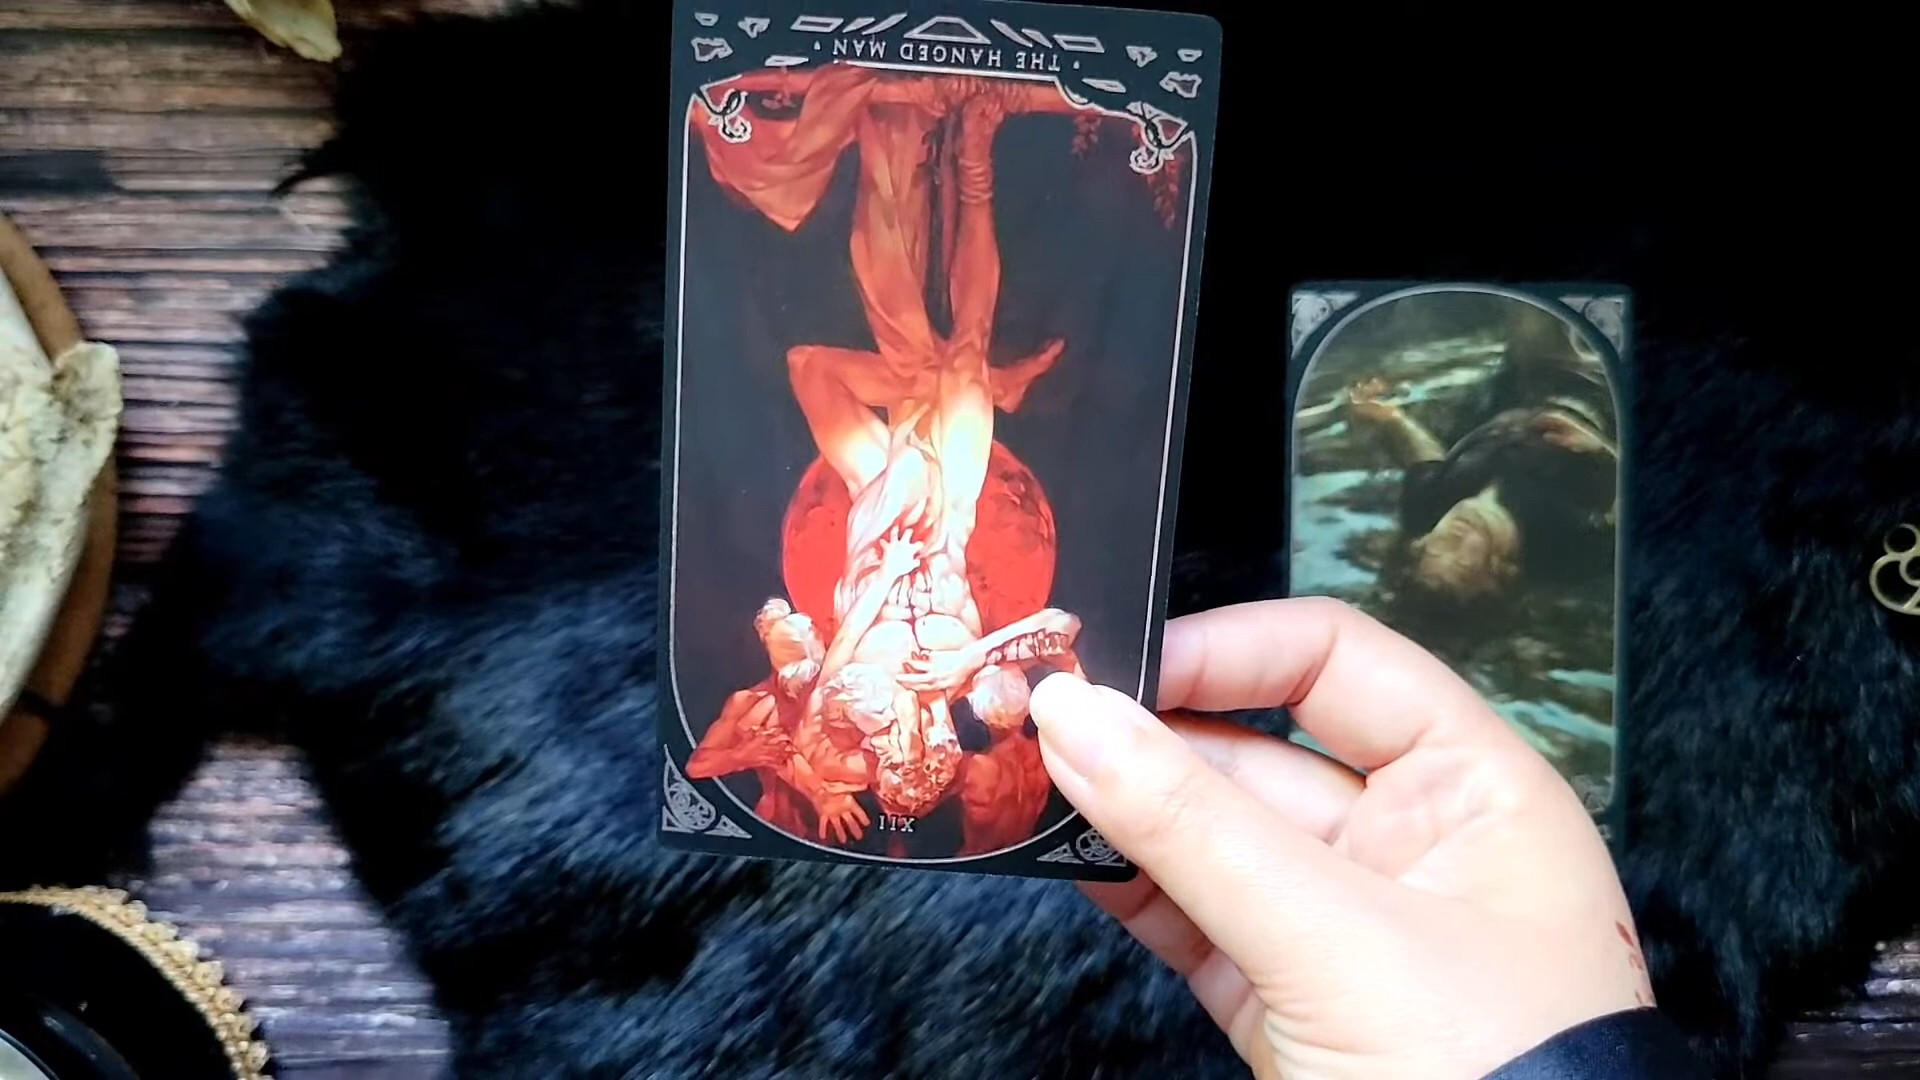 · THE HANGED MAN ·
XII